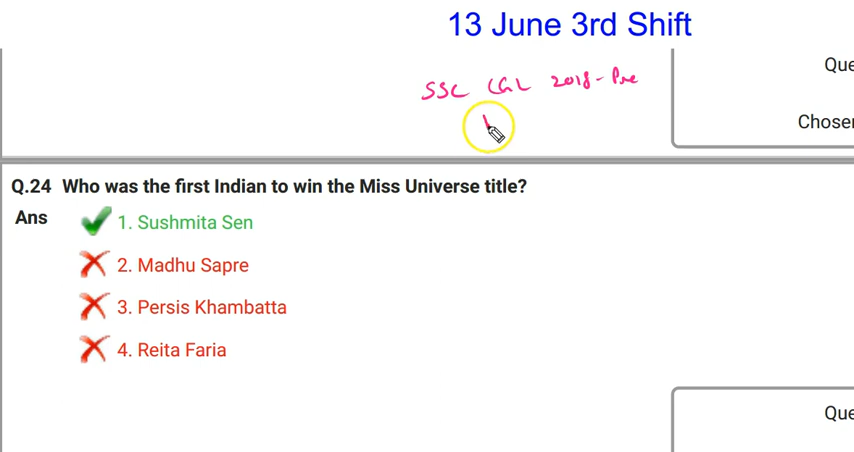 13 June 3rd Shift
SSC CGL 2018-Pre
Que
Chosen
Q.24 Who was the first Indian to win the Miss Universe title?
Ans 1. Sushmita Sen
2. Madhu Sapre
3. Persis Khambatta
4. Reita Faria
Que